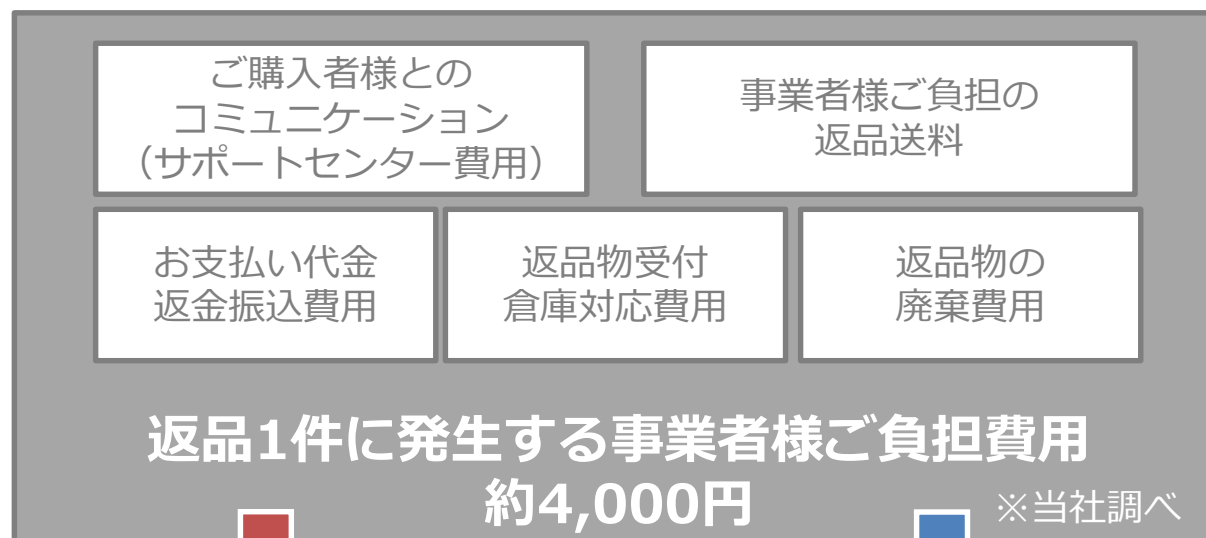 ご購入者様との
コミュニケーション
（サポートセンター費用）
事業者様ご負担の
返品送料
お支払い代金
返金振込費用
返品物受付
倉庫対応費用
返品物の
廃棄費用
返品1件に発生する事業者様ご負担費用
約4,000円
※当社調べ